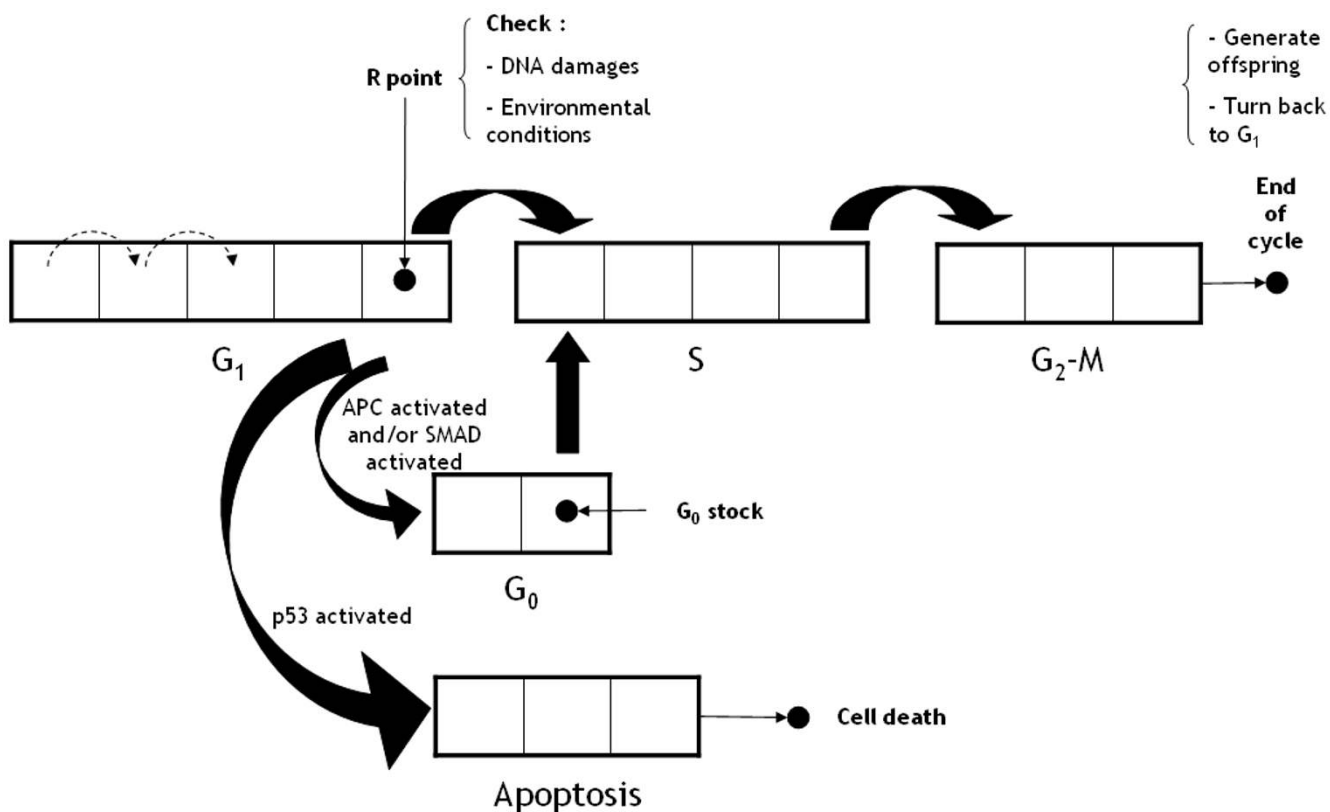 R point
Check :
- DNA damages
- Environmental
conditions
- Generate
offspring
- Turn back
to G₁
End
of
cycle
G₁
S
G₂-M
APC activated
and/or SMAD
activated
G₀ stock
G₀
p53 activated
Cell death
Apoptosis